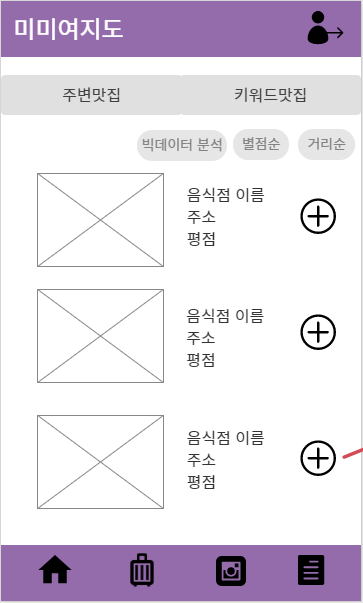 미미여지도
주변맛집 키워드맛집
빅데이터 분석 별점순 거리순
음식점 이름
주소
평점
음식점 이름
주소
평점
음식점 이름
주소
평점